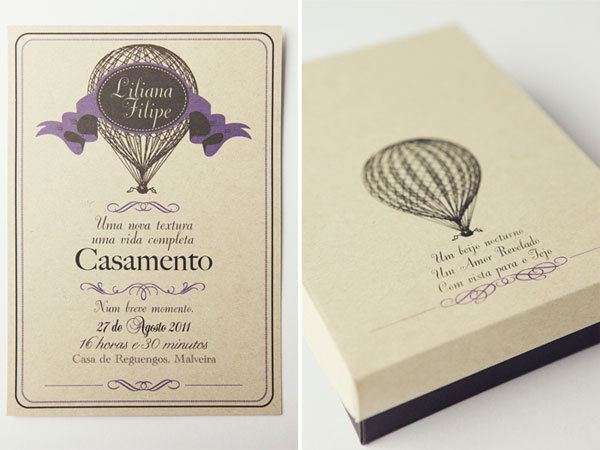 Liliana
Filipe
Uma nova textura
uma vida completa
Casamento
Num breve momento.
27 de Agosto 2011
16 horas e 30 minutos
Casa de Reguengos, Malveira
Um beijo nocturno
Um Amor Revelado
Com vista para o Tejo